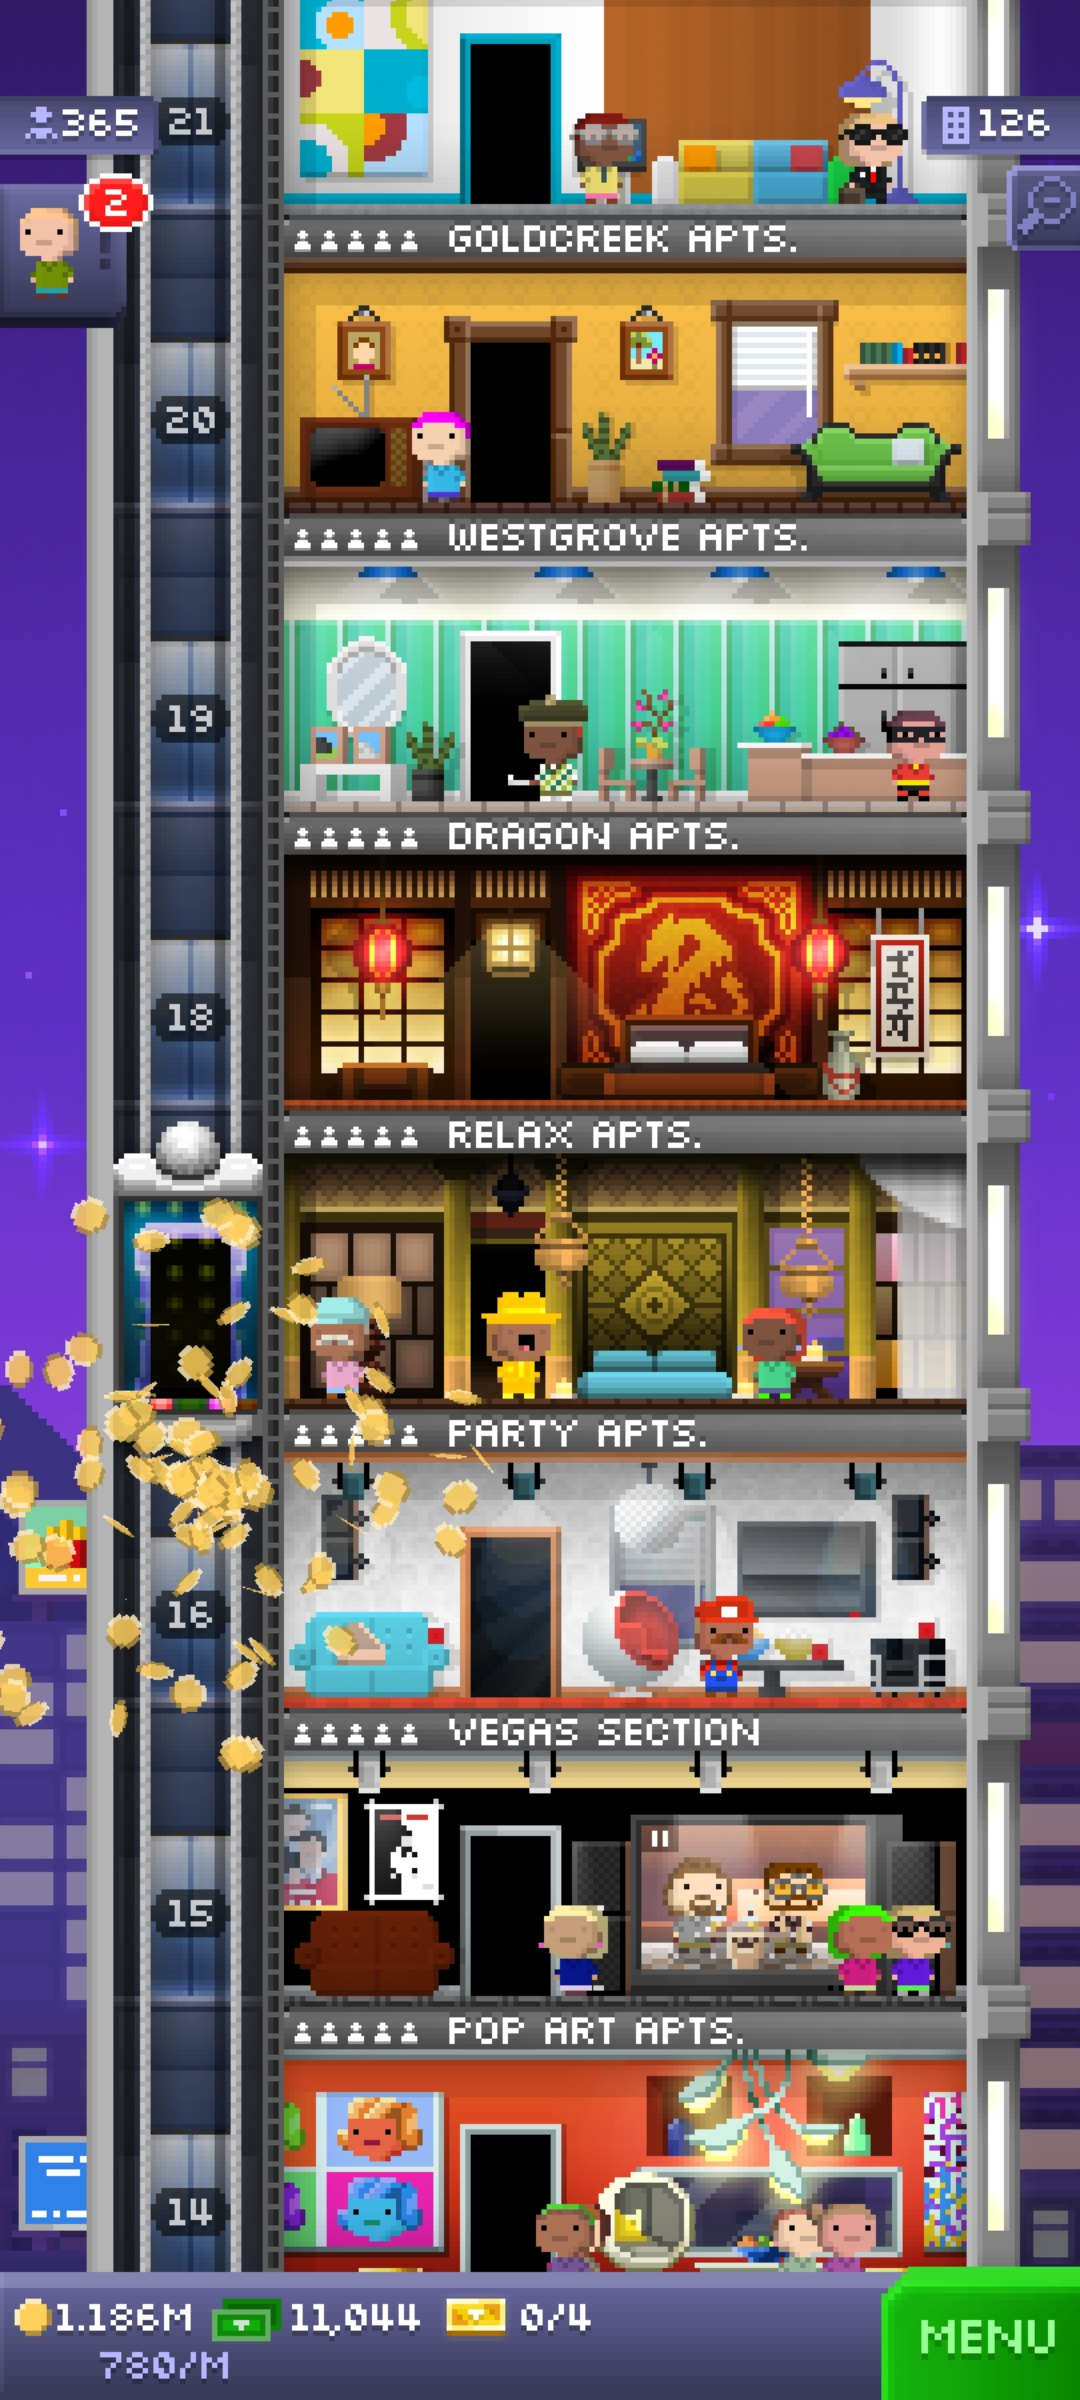 365
21
126
2
GOLDCREEK APTS.
20
WESTGROVE APTS.
19
DRAGON APTS.
18
RELAX APTS.
PARTY APTS.
16
VEGAS SECTION
15
POP ART APTS.
14
1.186M
11,044
0/4
MENU
780/M